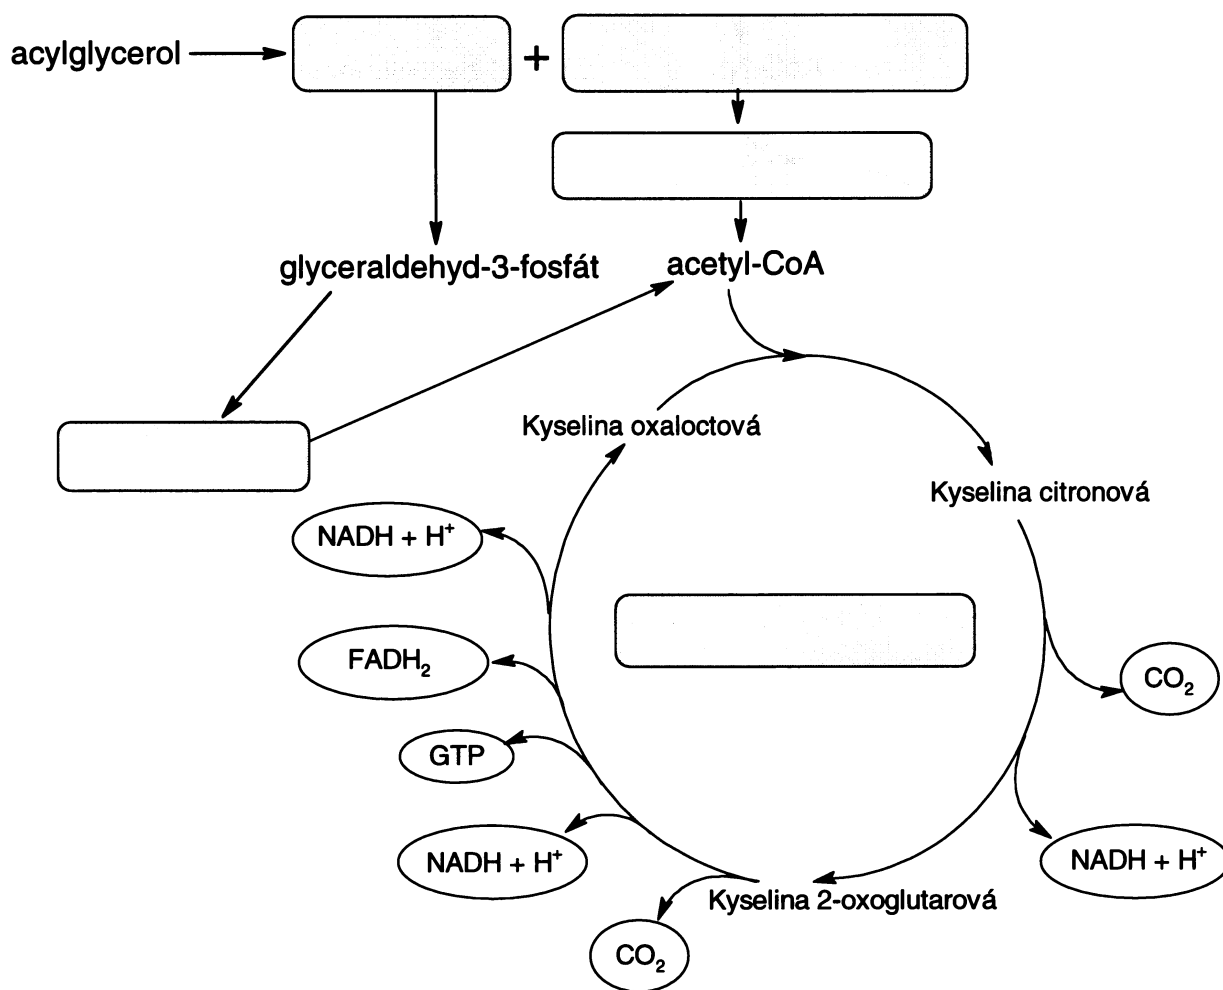 acylglycerol
+
glyceraldehyd-3-fosfát
acetyl-CoA
Kyselina oxaloctová
Kyselina citronová
NADH + H⁺
FADH₂
CO₂
GTP
NADH + H⁺
NADH + H⁺
Kyselina 2-oxoglutarová
CO₂